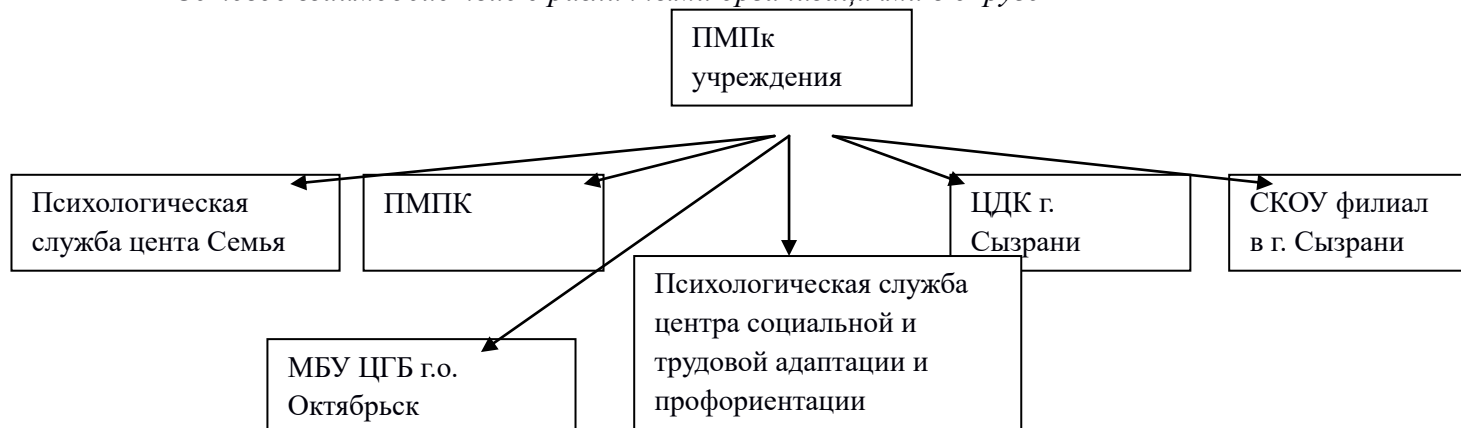 ПМПк
учреждения
Психологическая
служба цента Семья
ПМПК
ЦДК г.
Сызрани
СКОУ филиал
в г. Сызрани
Психологическая служба
центра социальной и
трудовой адаптации и
профориентации
МБУ ЦГБ г.о.
Октябрьск